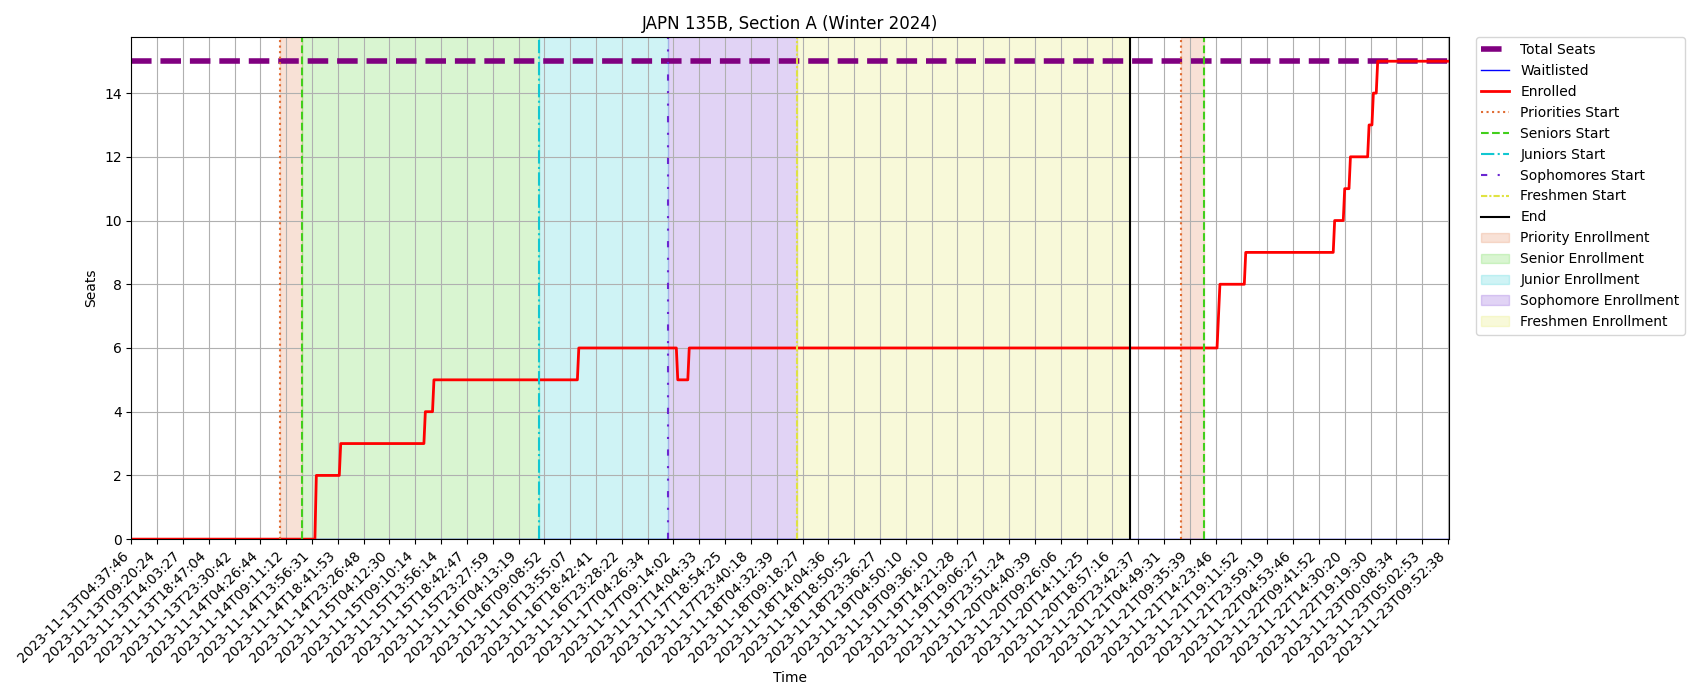 JAPN 135B, Section A (Winter 2024)
Seats
14
12
10
8
6
4
2
0
2023-11-13T04:37:46
2023-11-13T09:20:24
2023-11-13T14:03:27
2023-11-13T18:47:04
2023-11-13T23:30:42
2023-11-14T04:26:44
2023-11-14T09:11:12
2023-11-14T13:56:31
2023-11-14T18:41:53
2023-11-14T23:26:48
2023-11-15T04:12:30
2023-11-15T09:10:14
2023-11-15T13:56:14
2023-11-15T18:42:47
2023-11-15T23:27:59
2023-11-16T04:13:19
2023-11-16T09:08:52
2023-11-16T13:55:07
2023-11-16T18:42:41
2023-11-16T23:28:22
2023-11-17T04:26:34
2023-11-17T09:14:02
2023-11-17T14:04:33
2023-11-17T18:54:25
2023-11-17T23:40:18
2023-11-18T04:32:39
2023-11-18T09:18:27
2023-11-18T14:04:36
2023-11-18T18:50:52
2023-11-18T23:36:27
2023-11-19T04:50:10
2023-11-19T09:36:10
2023-11-19T14:21:28
2023-11-19T19:06:27
2023-11-19T23:51:24
2023-11-20T04:40:39
2023-11-20T09:26:06
2023-11-20T14:11:25
2023-11-20T18:57:16
2023-11-20T23:42:37
2023-11-21T04:49:31
2023-11-21T09:35:39
2023-11-21T14:23:46
2023-11-21T19:11:52
2023-11-21T23:59:19
2023-11-22T04:53:46
2023-11-22T09:41:52
2023-11-22T14:30:20
2023-11-22T19:19:30
2023-11-23T00:08:34
2023-11-23T05:02:53
2023-11-23T09:52:38
Time
Total Seats
Waitlisted
Enrolled
Priorities Start
Seniors Start
Juniors Start
Sophomores Start
Freshmen Start
End
Priority Enrollment
Senior Enrollment
Junior Enrollment
Sophomore Enrollment
Freshmen Enrollment